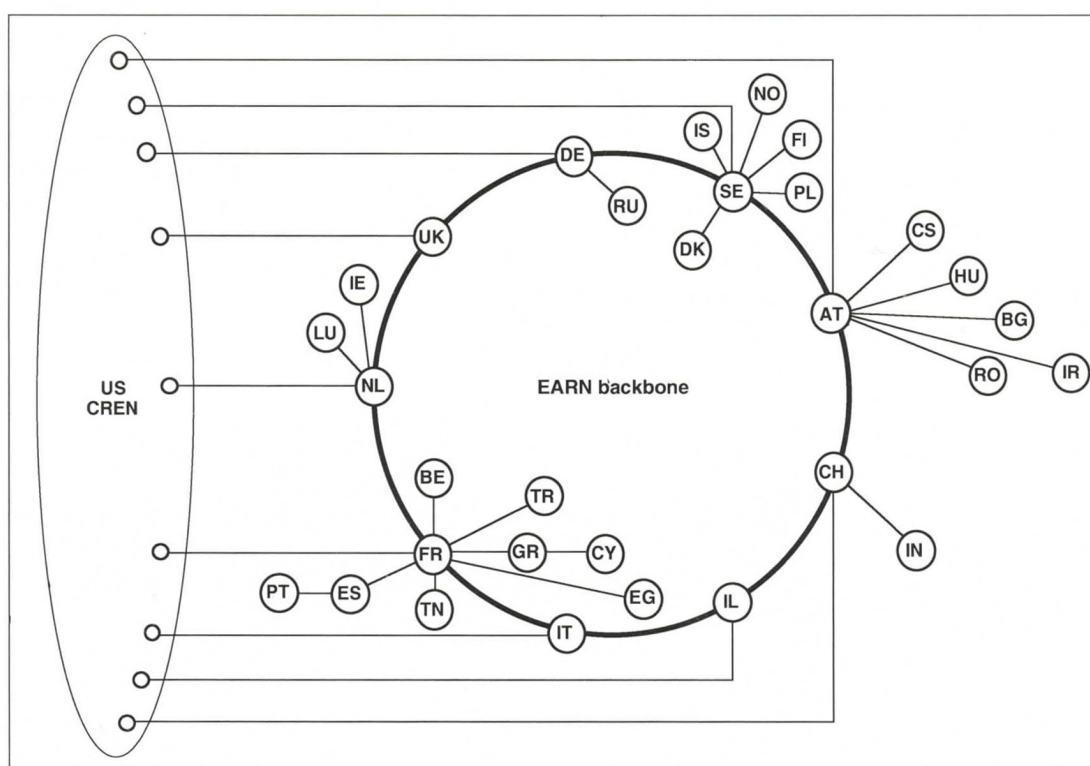 NO
IS
FI
DE
SE
PL
RU
CS
UK
DK
HU
IE
AT
BG
LU
RO
IR
NL
EARN backbone
US
CREN
CH
BE
TR
FR
GR
CY
IN
PT
ES
TN
EG
IL
IT